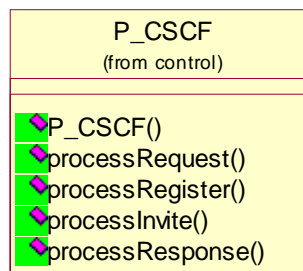 P_CSCF
(from control)
P_CSCF()
processRequest()
processRegister()
processInvite()
processResponse()